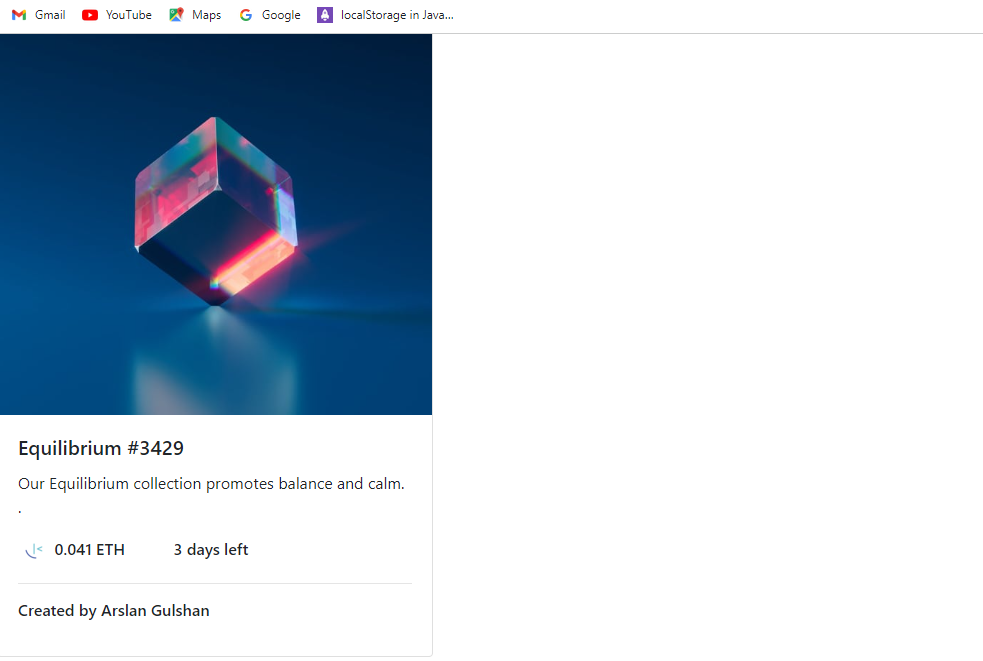 Gmail YouTube Maps Google localStorage in Java...
Equilibrium #3429
Our Equilibrium collection promotes balance and calm.
.
0.041 ETH 3 days left
Created by Arslan Gulshan